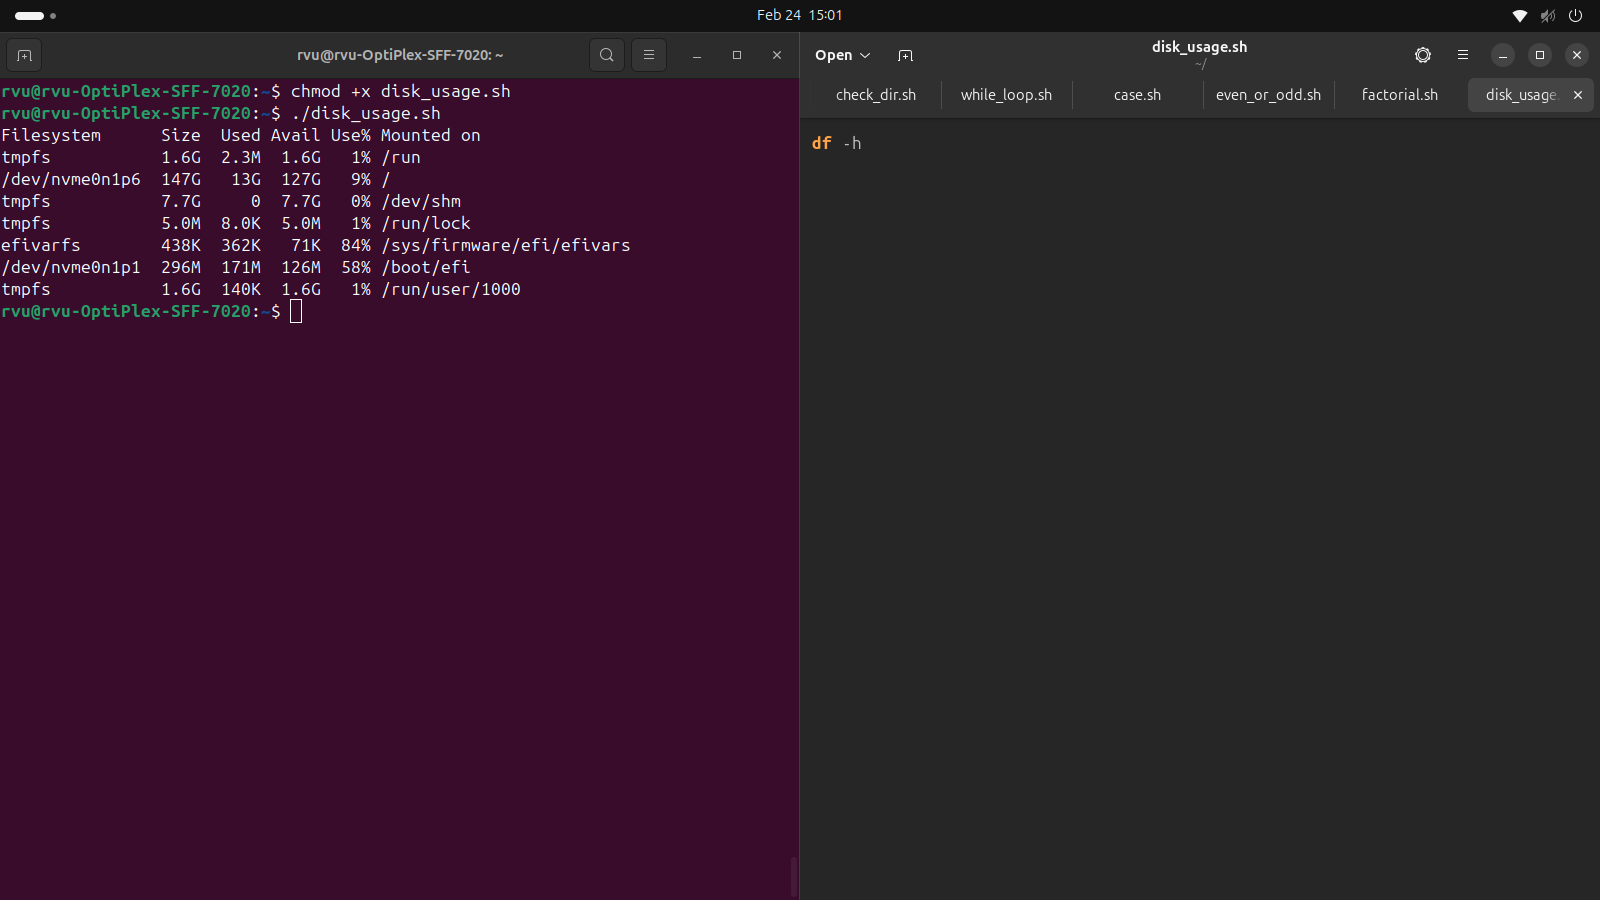 Feb 24 15:01
rvu@rvu-OptiPlex-SFF-7020: ~
rvu@rvu-OptiPlex-SFF-7020:~$ chmod +x disk_usage.sh
rvu@rvu-OptiPlex-SFF-7020:~$ ./disk_usage.sh
Filesystem      Size  Used Avail Use% Mounted on
tmpfs           1.6G  2.3M  1.6G   1% /run
/dev/nvme0n1p6  147G   13G  127G   9% /
tmpfs           7.7G     0  7.7G   0% /dev/shm
tmpfs           5.0M  8.0K  5.0M   1% /run/lock
efivarfs        438K  362K   71K  84% /sys/firmware/efi/efivars
/dev/nvme0n1p1  296M  171M  126M  58% /boot/efi
tmpfs           1.6G  140K  1.6G   1% /run/user/1000
rvu@rvu-OptiPlex-SFF-7020:~$
Open
disk_usage.sh
~/
check_dir.sh while_loop.sh case.sh even_or_odd.sh factorial.sh disk_usage.
df -h